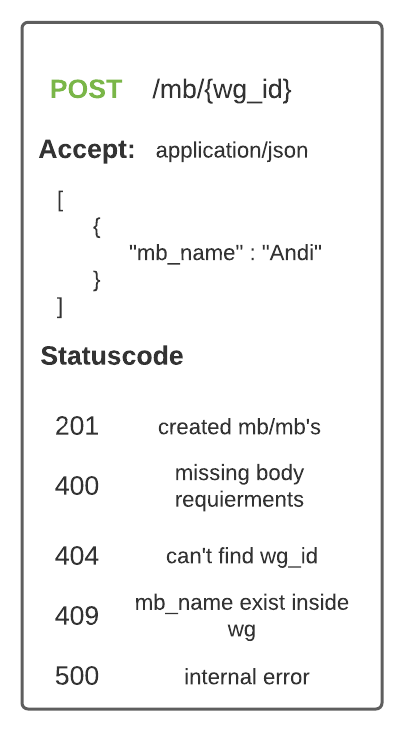 POST /mb/{wg_id}
Accept: application/json
[
{
"mb_name" : "Andi"
}
]
Statuscode
201 created mb/mb's
400 missing body
requierments
404 can't find wg_id
409 mb_name exist inside
wg
500 internal error